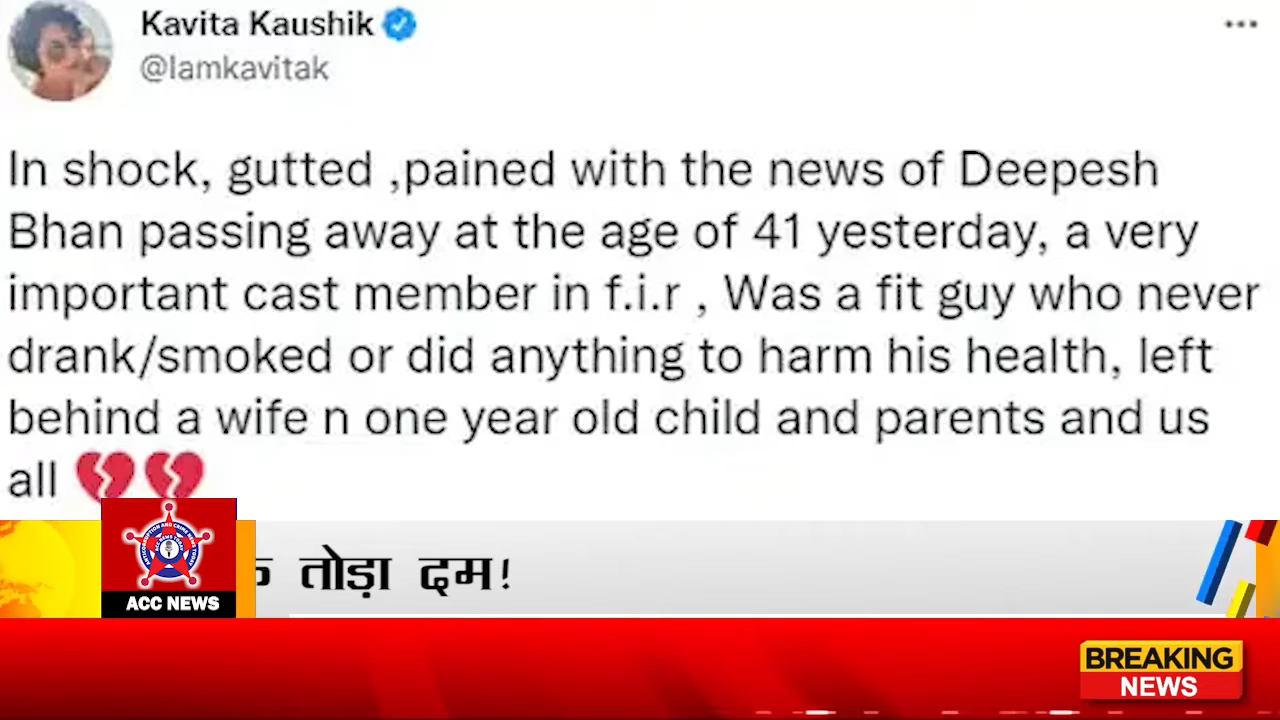 Kavita Kaushik
@Iamkavitak
In shock, gutted ,pained with the news of Deepesh
Bhan passing away at the age of 41 yesterday, a very
important cast member in f.i.r , Was a fit guy who never
drank/smoked or did anything to harm his health, left
behind a wife n one year old child and parents and us
all 💔💔
तोड़ा दम!
ACC NEWS
BREAKING
NEWS